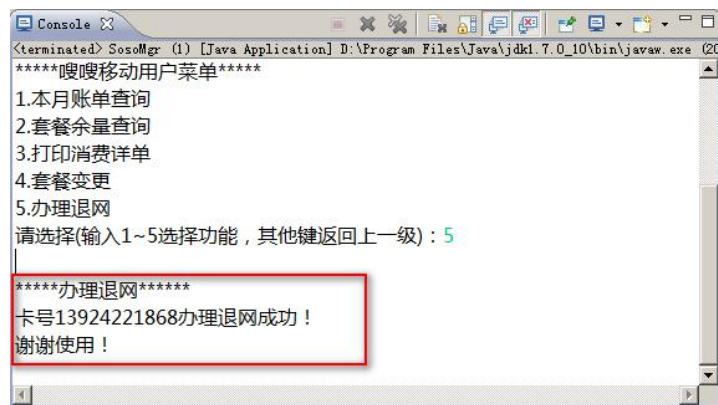 Console
<terminated> SosoMgr (1) [Java Application] D:\Program Files\Java\jdk1.7.0_10\bin\javaw.exe (20
*****嗖嗖移动用户菜单*****
1.本月账单查询
2.套餐余量查询
3.打印消费详单
4.套餐变更
5.办理退网
请选择(输入1~5选择功能，其他键返回上一级)：5
*****办理退网******
卡号13924221868办理退网成功！
谢谢使用！